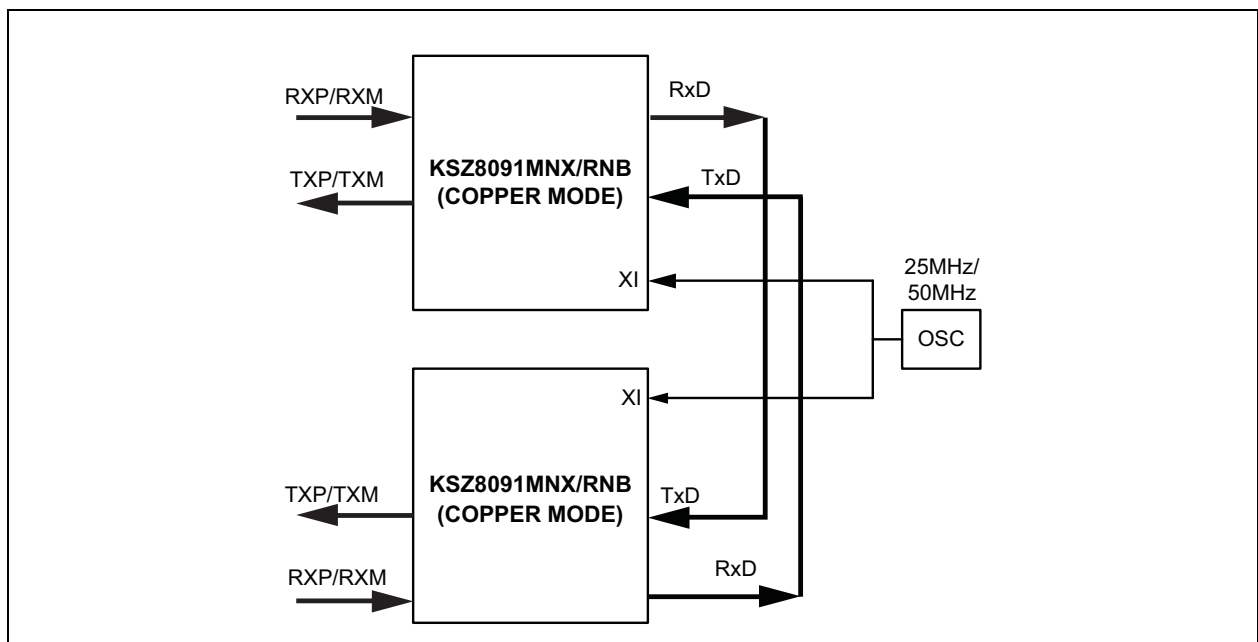 RXP/RXM
TXP/TXM
KSZ8091MNX/RNB
(COPPER MODE)
RxD
TxD
XI
25MHz/
50MHz
OSC
XI
KSZ8091MNX/RNB
(COPPER MODE)
TXP/TXM
RXP/RXM
TxD
RxD